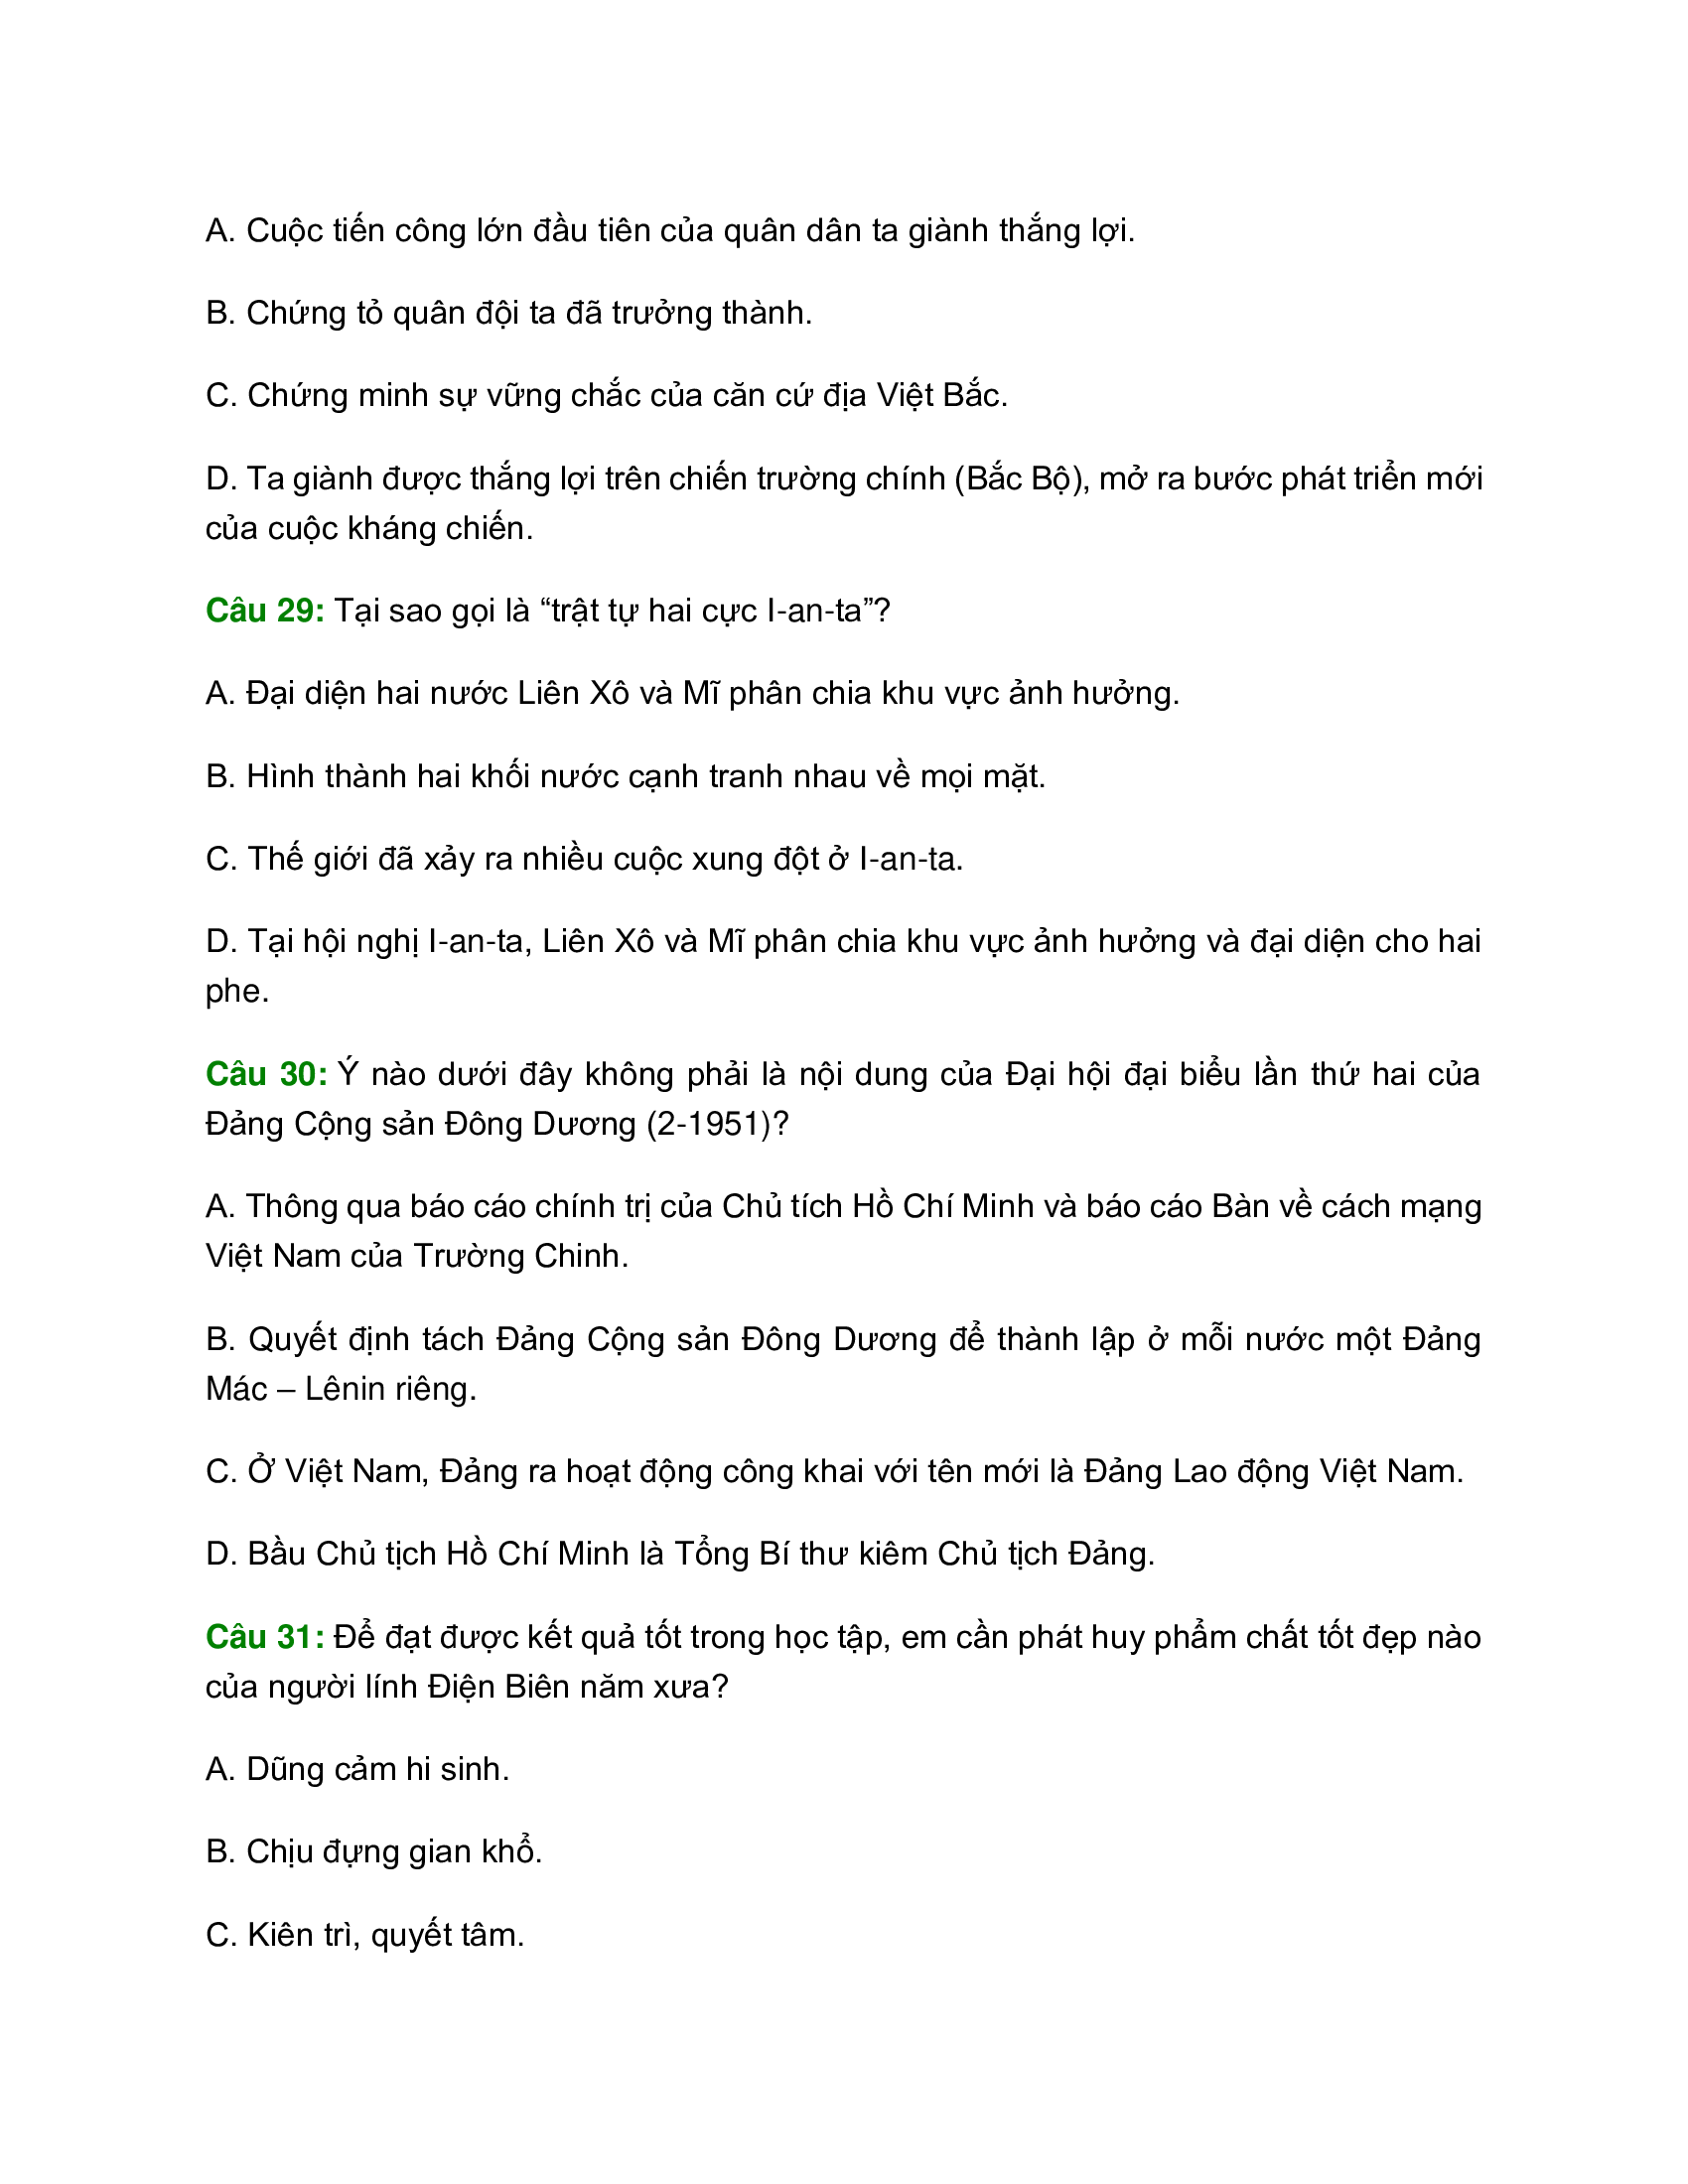 A. Cuộc tiến công lớn đầu tiên của quân dân ta giành thắng lợi.
B. Chứng tỏ quân đội ta đã trưởng thành.
C. Chứng minh sự vững chắc của căn cứ địa Việt Bắc.
D. Ta giành được thắng lợi trên chiến trường chính (Bắc Bộ), mở ra bước phát triển mới
của cuộc kháng chiến.
Câu 29: Tại sao gọi là “trật tự hai cực I-an-ta”?
A. Đại diện hai nước Liên Xô và Mĩ phân chia khu vực ảnh hưởng.
B. Hình thành hai khối nước cạnh tranh nhau về mọi mặt.
C. Thế giới đã xảy ra nhiều cuộc xung đột ở I-an-ta.
D. Tại hội nghị I-an-ta, Liên Xô và Mĩ phân chia khu vực ảnh hưởng và đại diện cho hai
phe.
Câu 30: Ý nào dưới đây không phải là nội dung của Đại hội đại biểu lần thứ hai của
Đảng Cộng sản Đông Dương (2-1951)?
A. Thông qua báo cáo chính trị của Chủ tích Hồ Chí Minh và báo cáo Bàn về cách mạng
Việt Nam của Trường Chinh.
B. Quyết định tách Đảng Cộng sản Đông Dương để thành lập ở mỗi nước một Đảng
Mác – Lênin riêng.
C. Ở Việt Nam, Đảng ra hoạt động công khai với tên mới là Đảng Lao động Việt Nam.
D. Bầu Chủ tịch Hồ Chí Minh là Tổng Bí thư kiêm Chủ tịch Đảng.
Câu 31: Để đạt được kết quả tốt trong học tập, em cần phát huy phẩm chất tốt đẹp nào
của người lính Điện Biên năm xưa?
A. Dũng cảm hi sinh.
B. Chịu đựng gian khổ.
C. Kiên trì, quyết tâm.